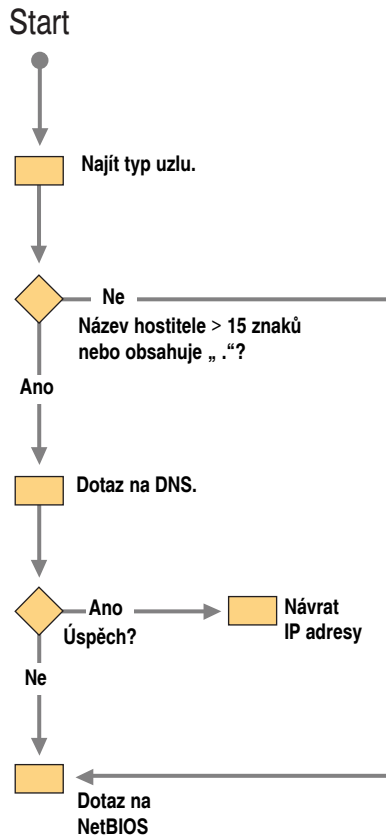 Start
Najít typ uzlu.
Ne
Název hostitele > 15 znaků
nebo obsahuje „ .“?
Ano
Dotaz na DNS.
Ano
Úspěch?
Návrat
IP adresy
Ne
Dotaz na
NetBIOS